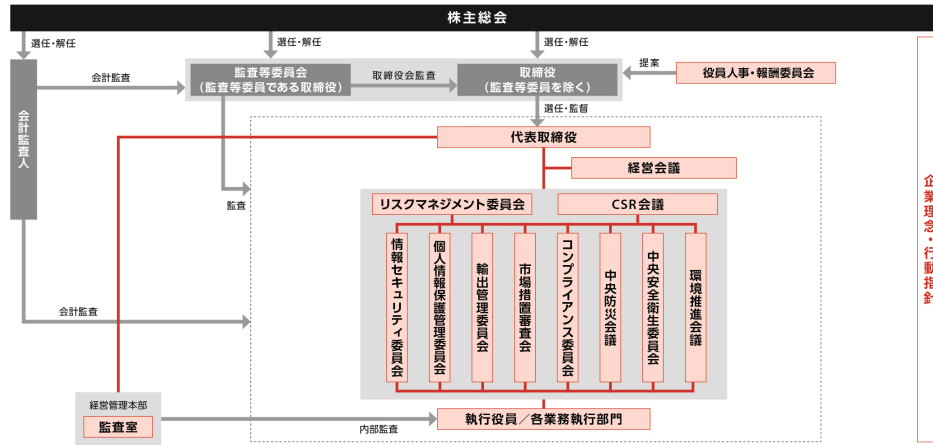 株主総会
選任・解任
選任・解任
選任・解任
会計監査
監査等委員会
(監査等委員である取締役)
取締役会監査
取締役
(監査等委員を除く)
提案
役員人事・報酬委員会
会計監査人
選任・監督
代表取締役
経営会議
監査
リスクマネジメント委員会
CSR会議
情報セキュリティ委員会
個人情報保護管理委員会
輸出管理委員会
市場措置審査会
コンプライアンス委員会
中央防災会議
中央安全衛生委員会
環境推進会議
企業理念・行動指針
会計監査
経営管理本部
監査室
内部監査
執行役員/各業務執行部門